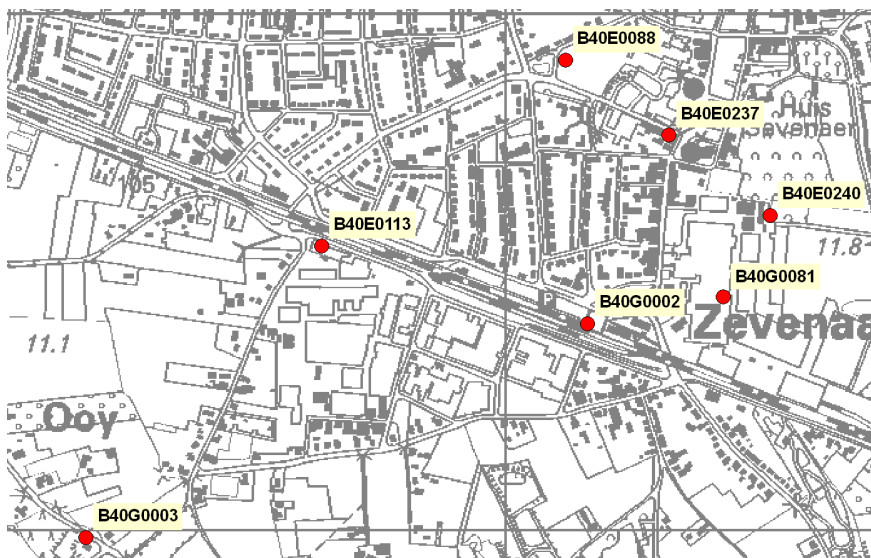 B40E0088
B40E0237
Huis
Sevenaer
105
B40E0240
B40E0113
11.8
B40G0081
B40G0002
P
Zevenaa
11.1
Ooy
B40G0003